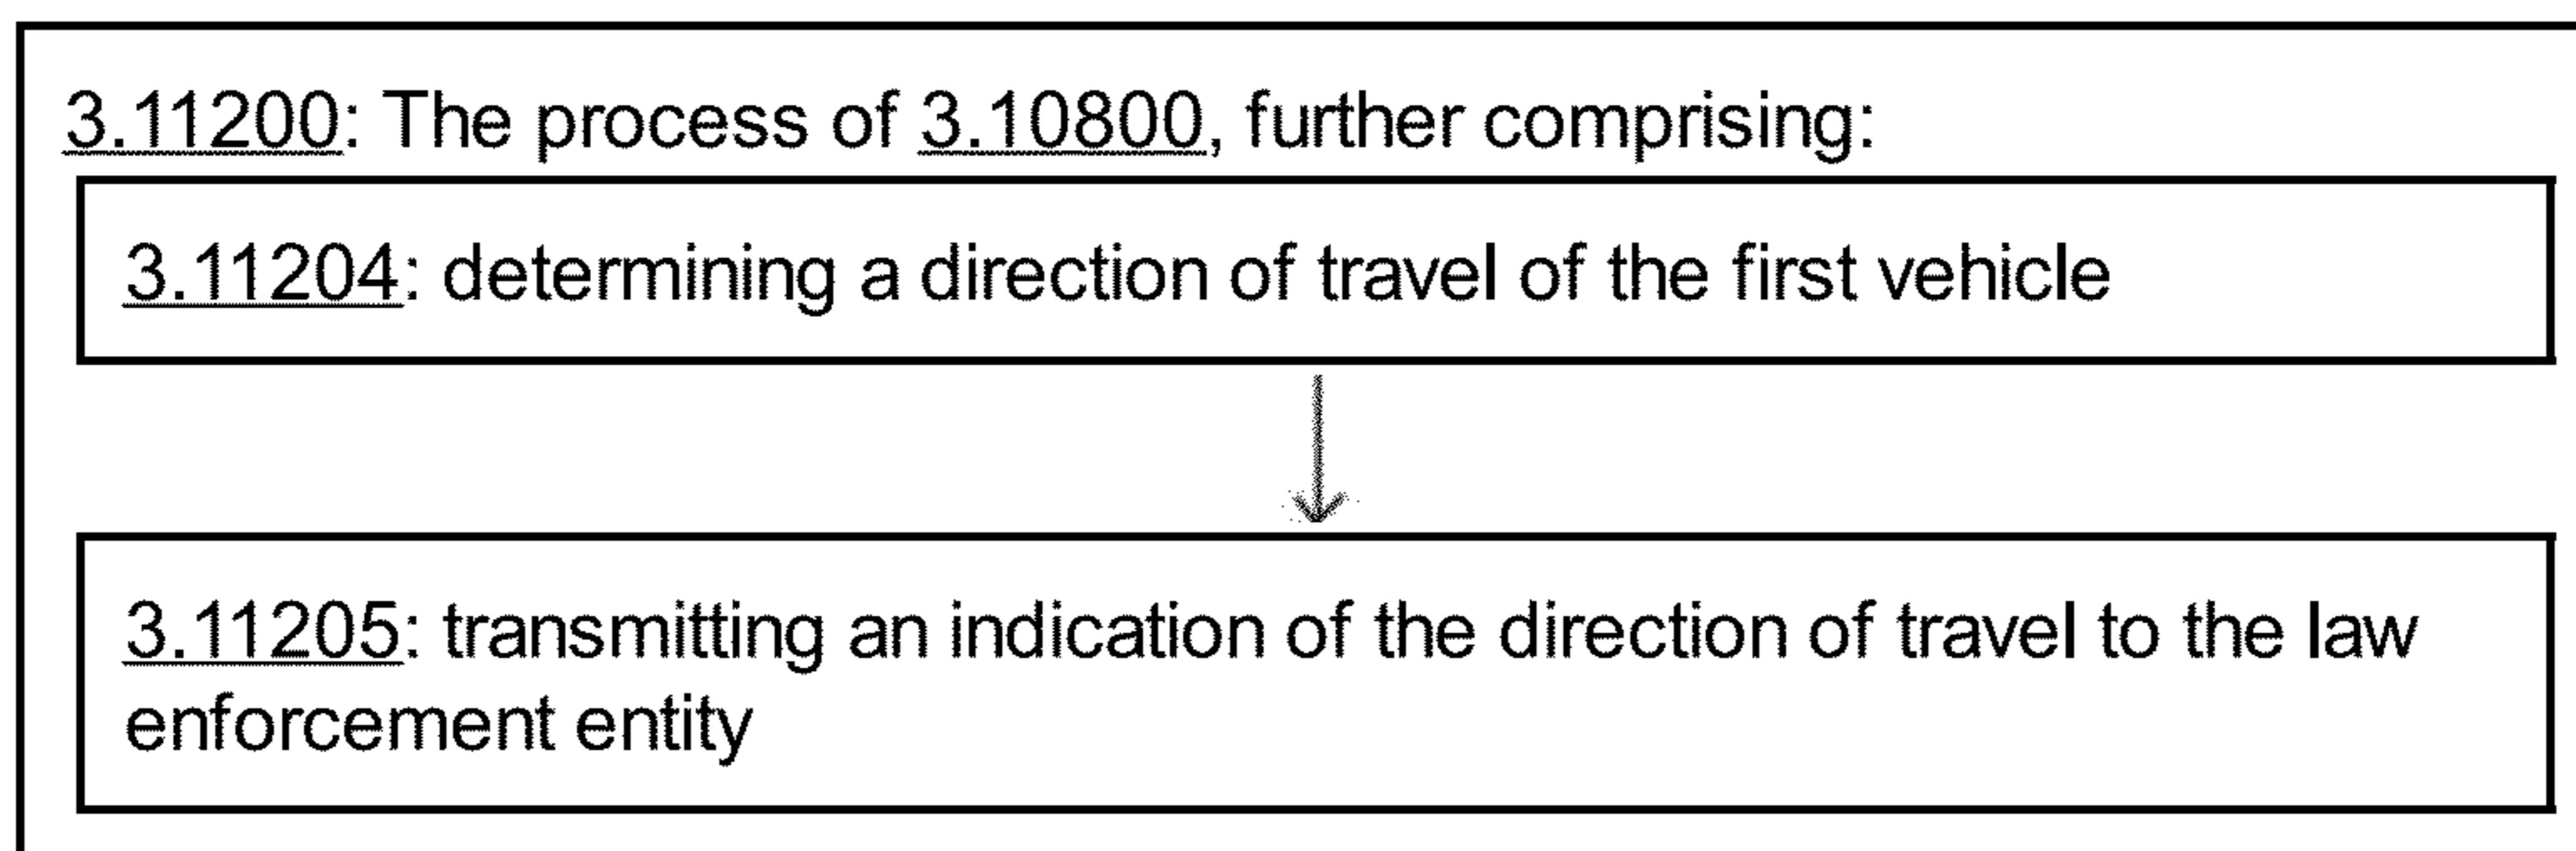 3.11200: The process of 3.10800, further comprising:
3.11204: determining a direction of travel of the first vehicle
3.11205: transmitting an indication of the direction of travel to the law
enforcement entity